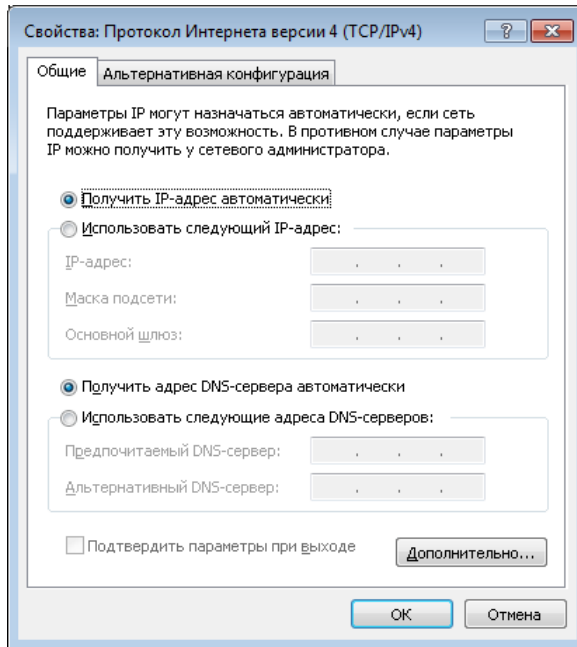 Свойства: Протокол Интернета версии 4 (TCP/IPv4)
Общие
Альтернативная конфигурация
Параметры IP могут назначаться автоматически, если сеть
поддерживает эту возможность. В противном случае параметры
IP можно получить у сетевого администратора.
Получить IP-адрес автоматически
Использовать следующий IP-адрес:
IP-адрес:
Маска подсети:
Основной шлюз:
Получить адрес DNS-сервера автоматически
Использовать следующие адреса DNS-серверов:
Предпочитаемый DNS-сервер:
Альтернативный DNS-сервер:
Подтвердить параметры при выходе
Дополнительно...
ОК
Отмена